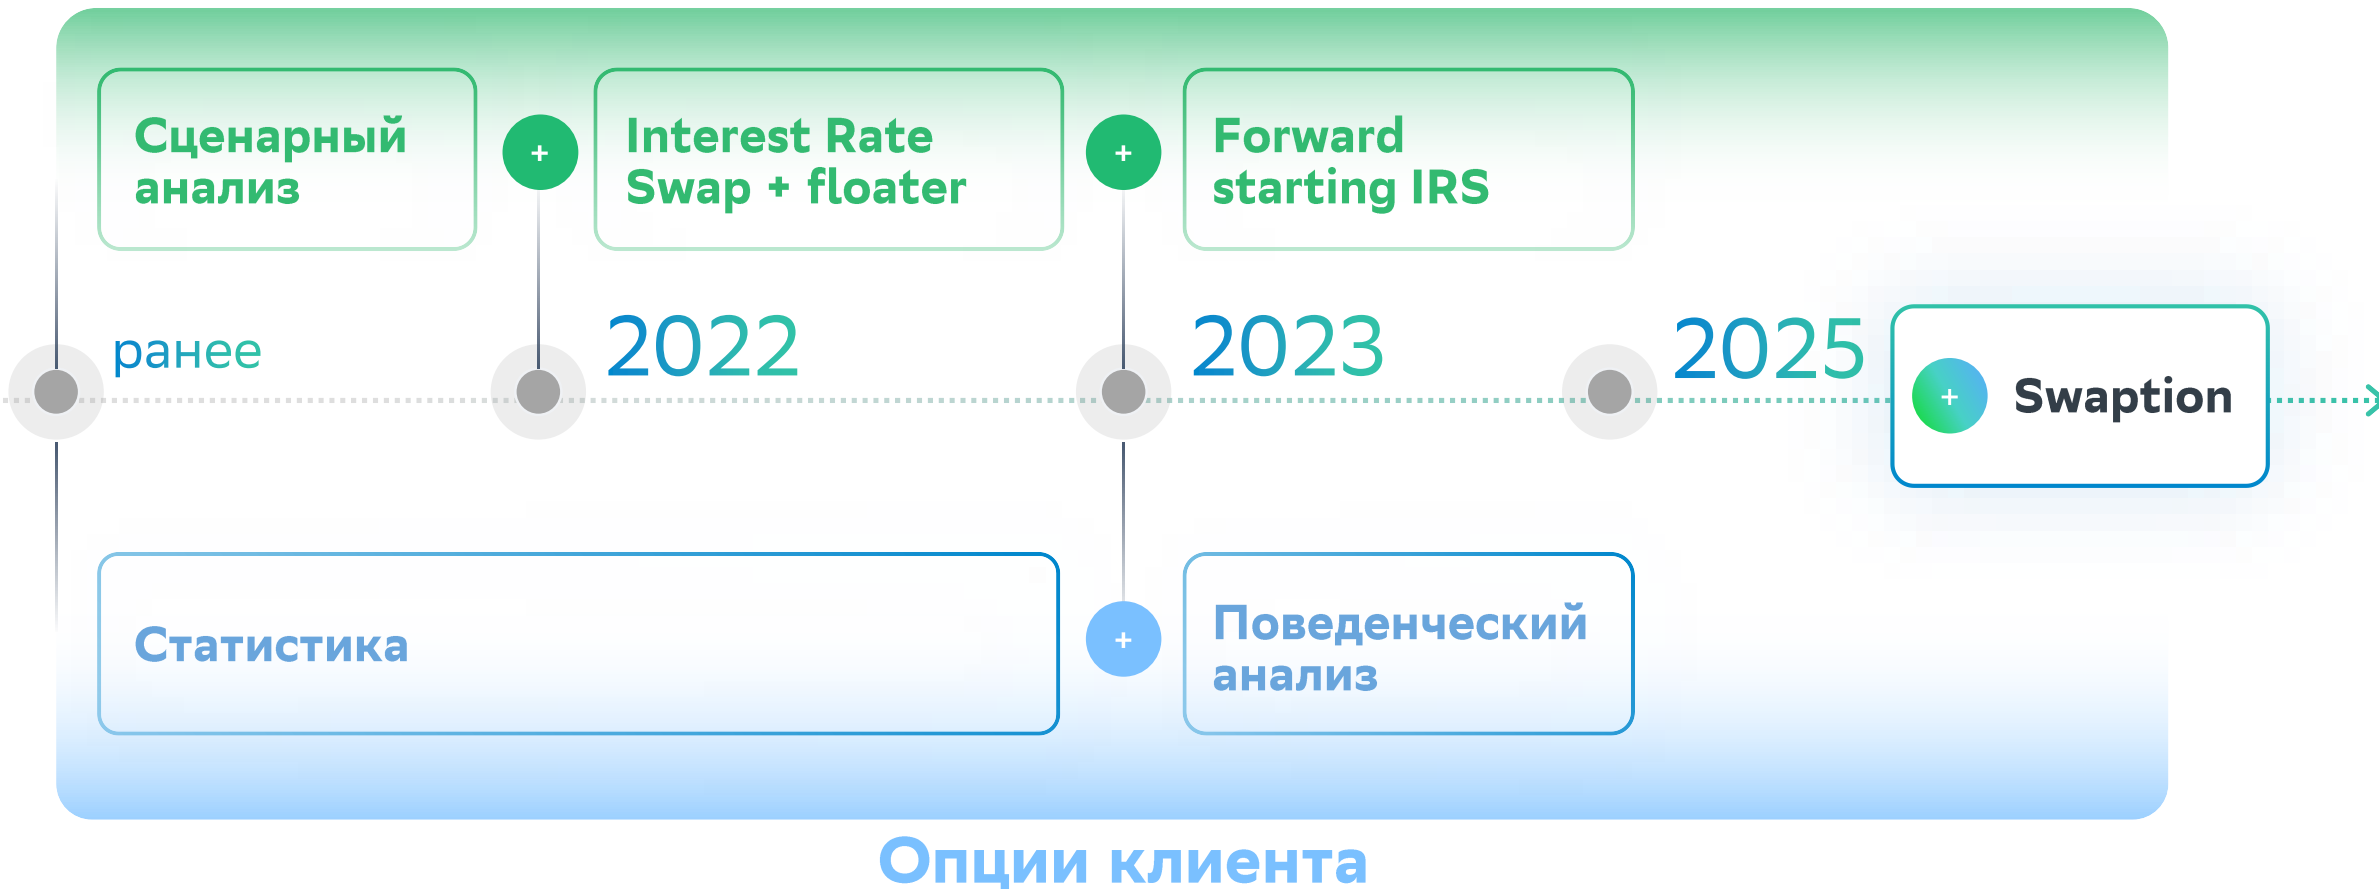 Сценарный
анализ
+
Interest Rate
Swap + floater
+
Forward
starting IRS
ранее
2022
2023
2025
+
Swaption
Статистика
+
Поведенческий
анализ
Опции клиента